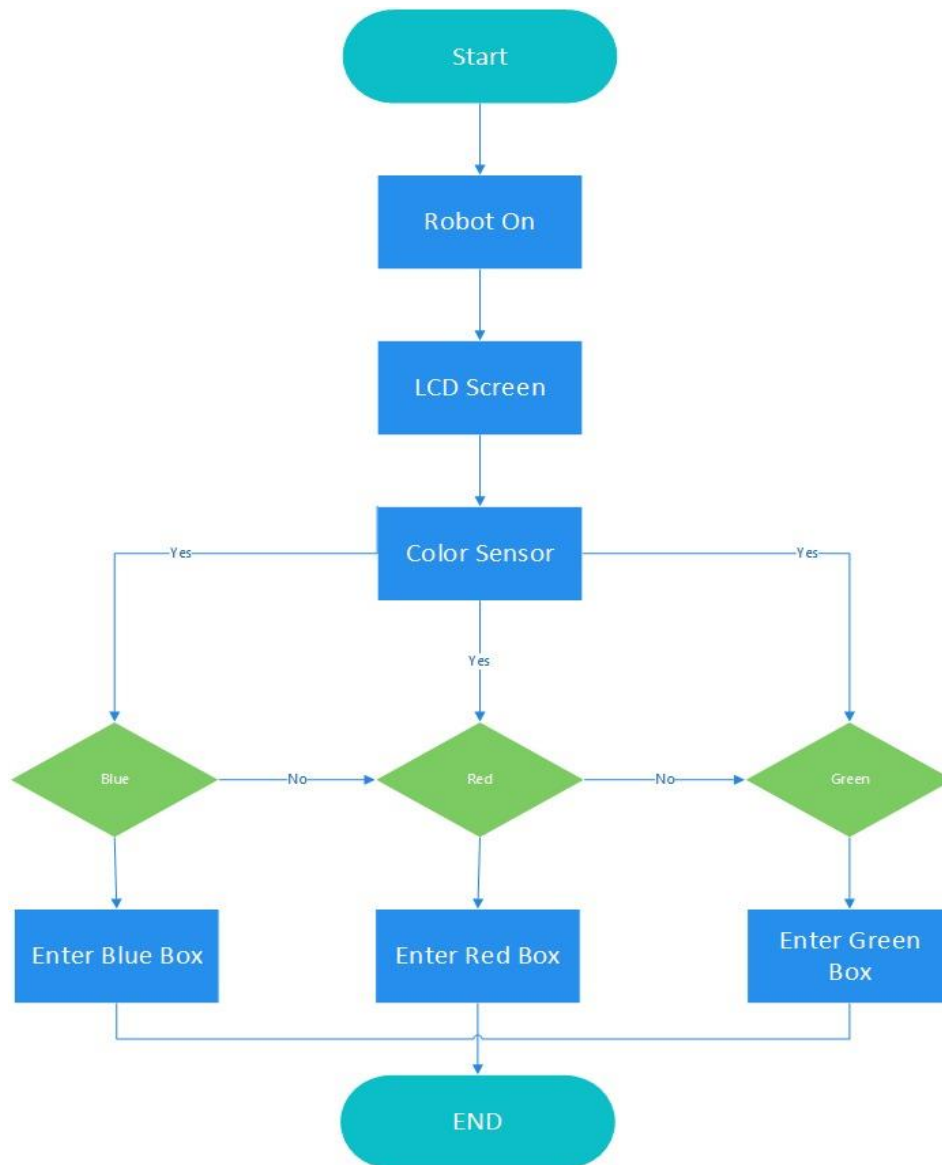 Start
Robot On
LCD Screen
Color Sensor
Yes
Yes
Yes
Blue
No
Red
No
Green
Enter Blue Box
Enter Red Box
Enter Green
Box
END